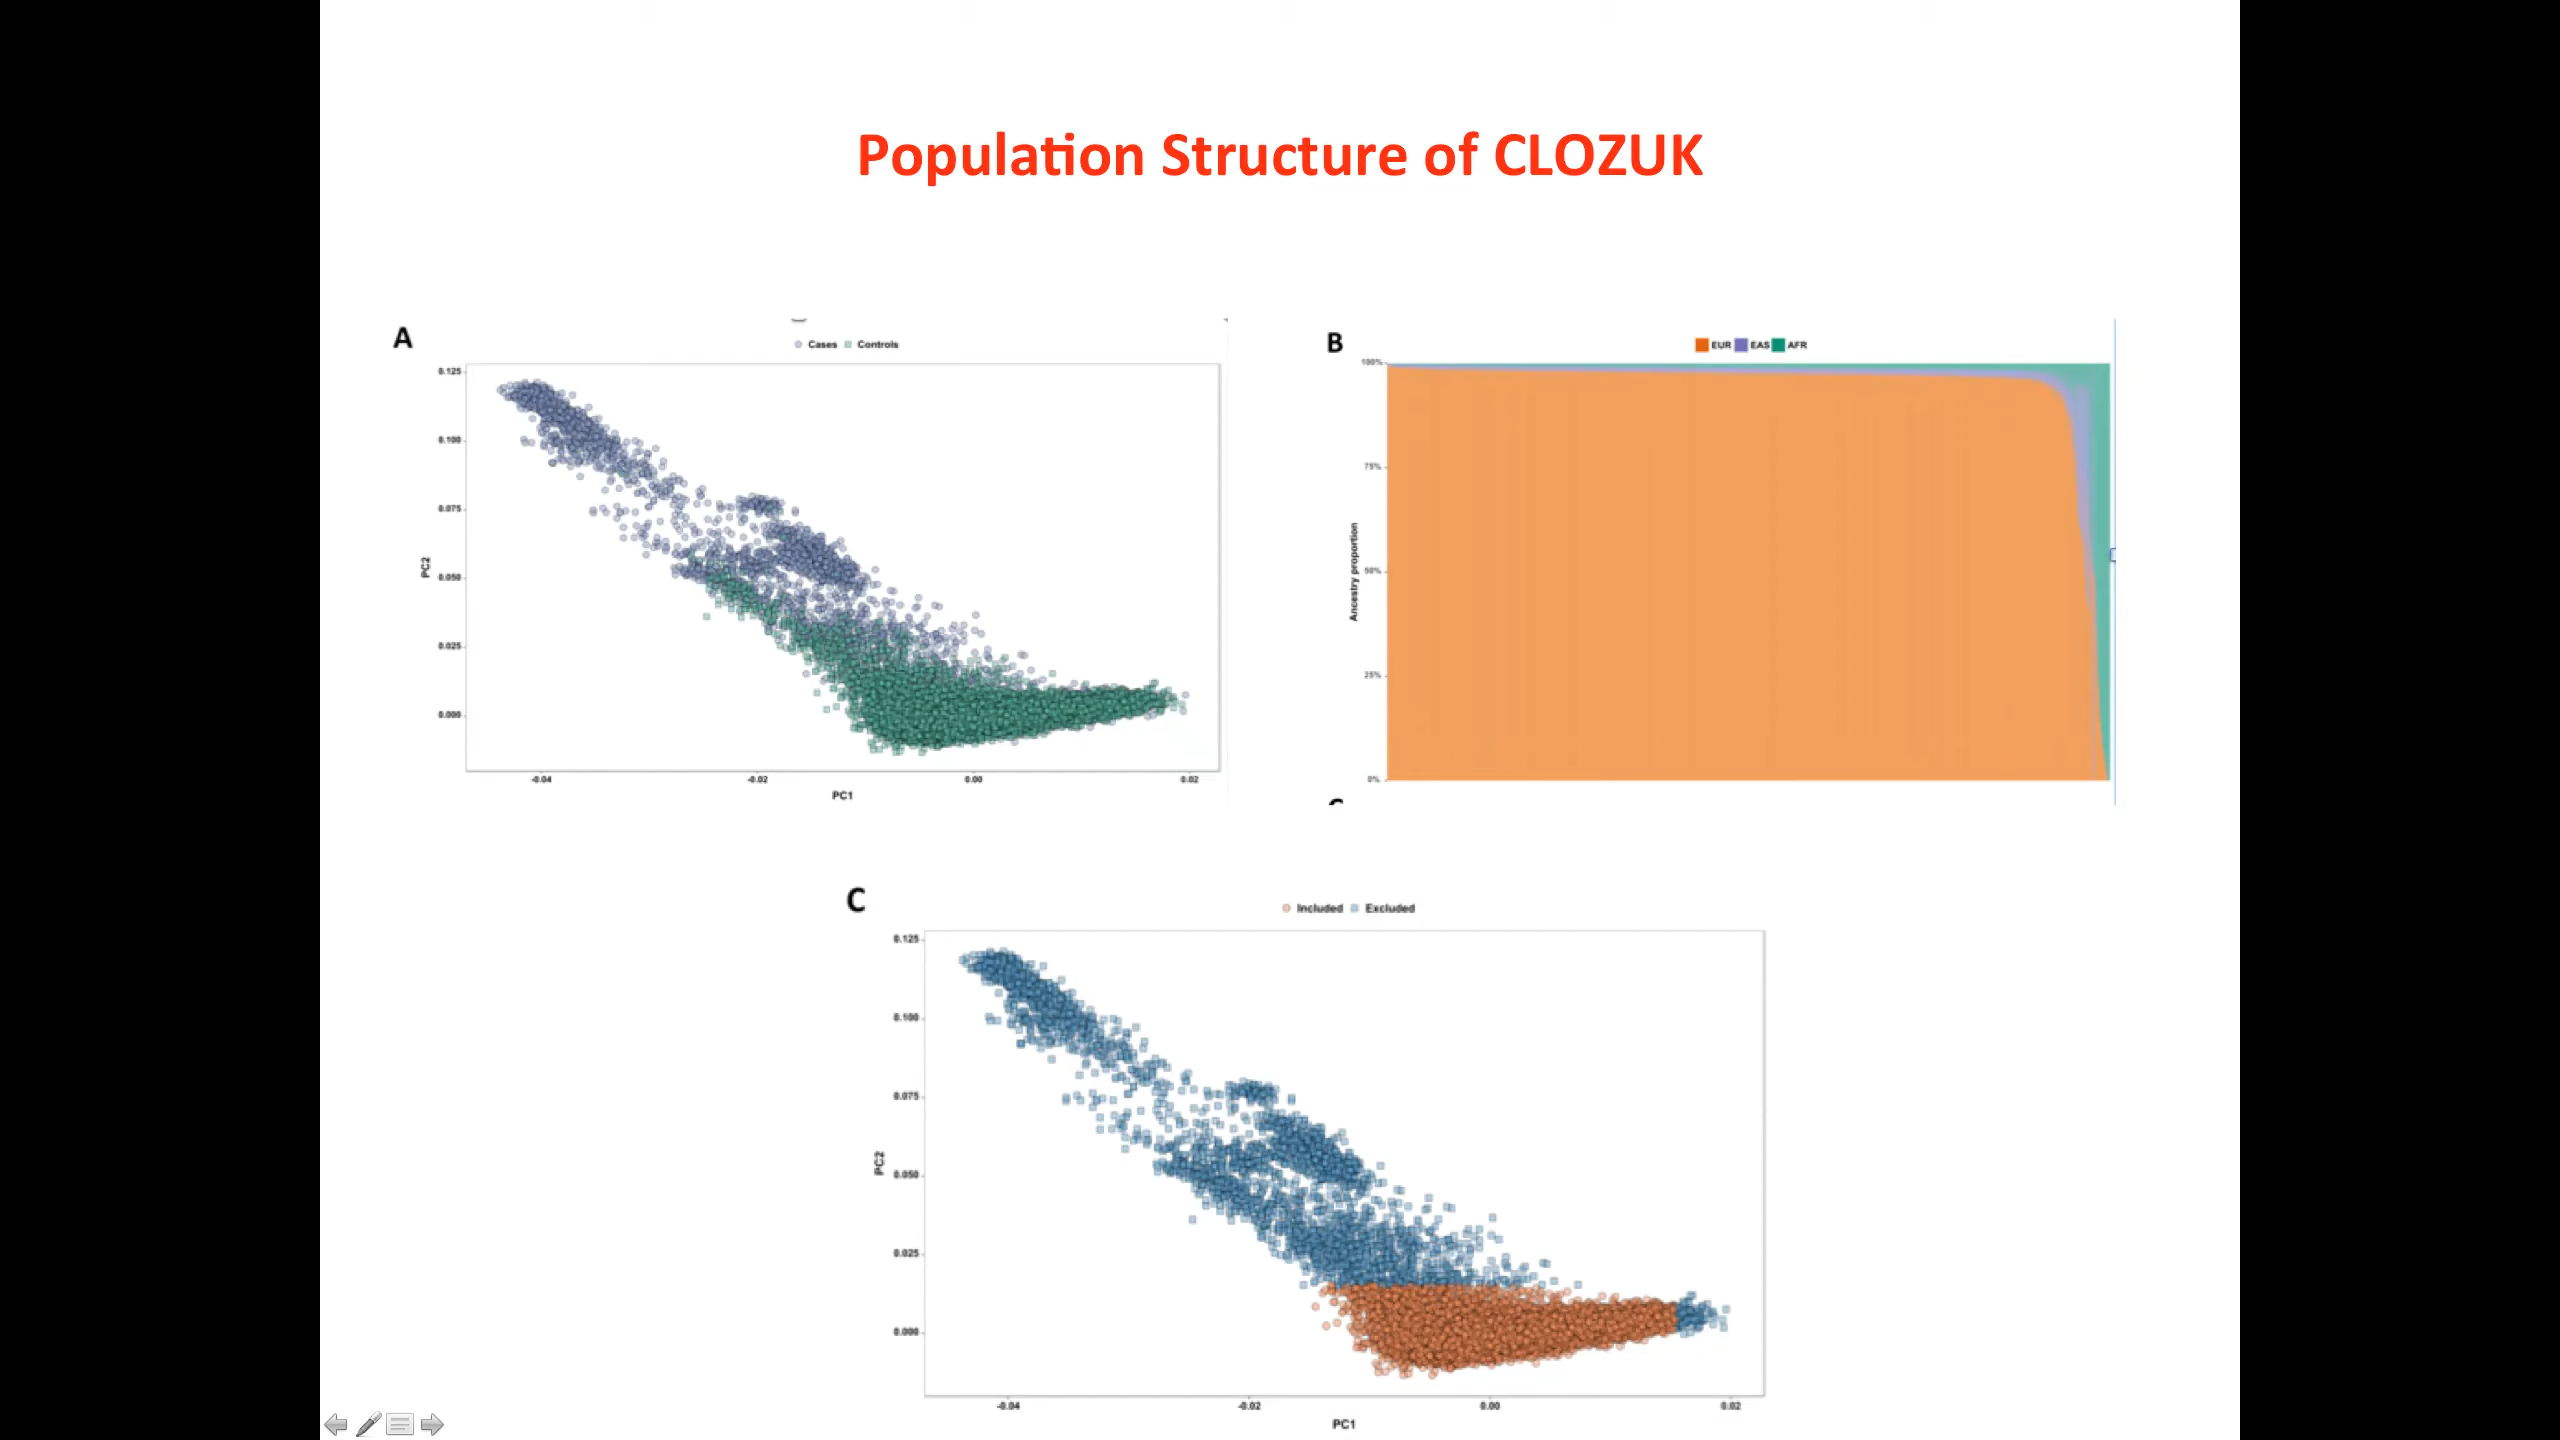 Population Structure of CLOZUK
A
Cases Controls
0.125
0.100
0.075
0.050
0.025
0.000
PC2
-0.04 -0.02 0.00 0.02
PC1
B
EUR EAS AFR
100%
75%
50%
25%
0%
Ancestry proportion
C
Included Excluded
0.125
0.100
0.075
0.050
0.025
0.000
PC2
-0.04 -0.02 0.00 0.02
PC1